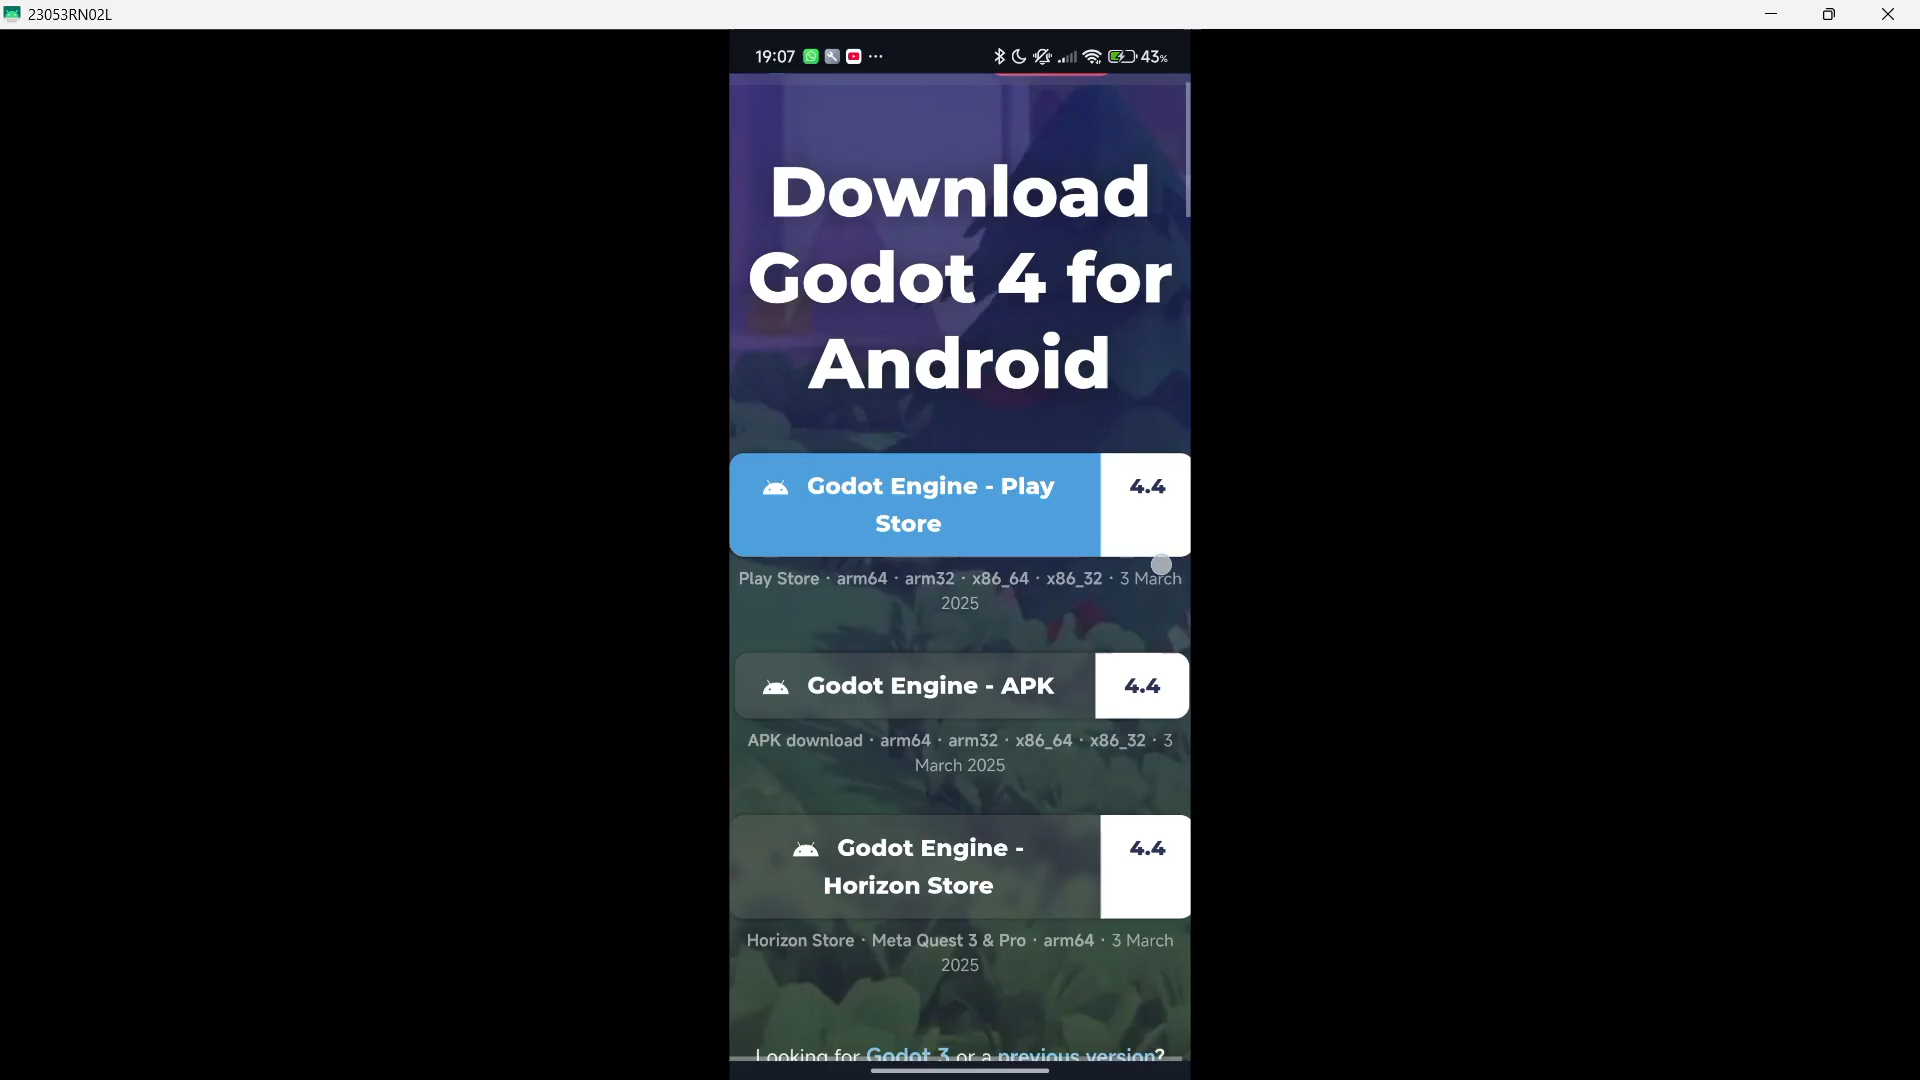 23053RN02L
19:07 ... 43%
Download
Godot 4 for
Android
Godot Engine - Play
Store
4.4
Play Store · arm64 · arm32 · x86_64 · x86_32 · 3 March
2025
Godot Engine - APK
4.4
APK download · arm64 · arm32 · x86_64 · x86_32 · 3
March 2025
Godot Engine -
Horizon Store
4.4
Horizon Store · Meta Quest 3 & Pro · arm64 · 3 March
2025
Looking for Godot 3 or a previous version?